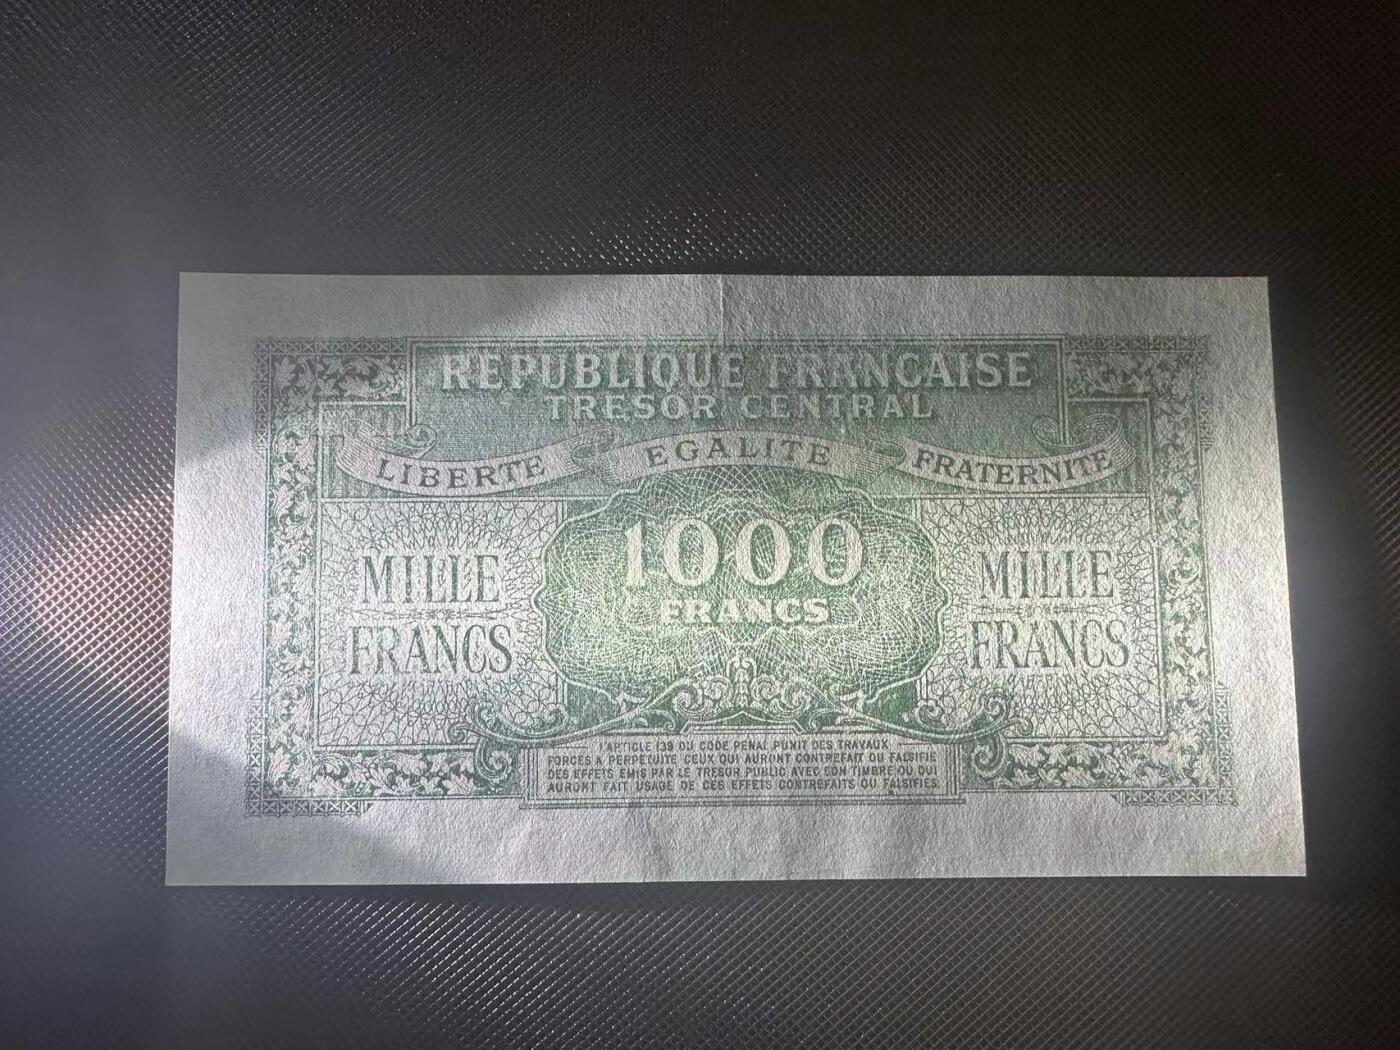 REPUBLIQUE FRANCAISE
TRESOR CENTRAL
LIBERTE EGALITE FRATERNITE
1000
FRANCS
MILLE
FRANCS
MILLE
FRANCS
L'ARTICLE 139 DU CODE PENAL PUNIT DES TRAVAUX
FORCES A PERPETUITE CEUX QUI AURONT CONTREFAIT OU FALSIFIE
DES EFFETS EMIS PAR LE TRESOR PUBLIC AVEC SON TIMBRE OU QUI
AURONT FAIT USAGE DE CES EFFETS CONTREFAITS OU FALSIFIES.